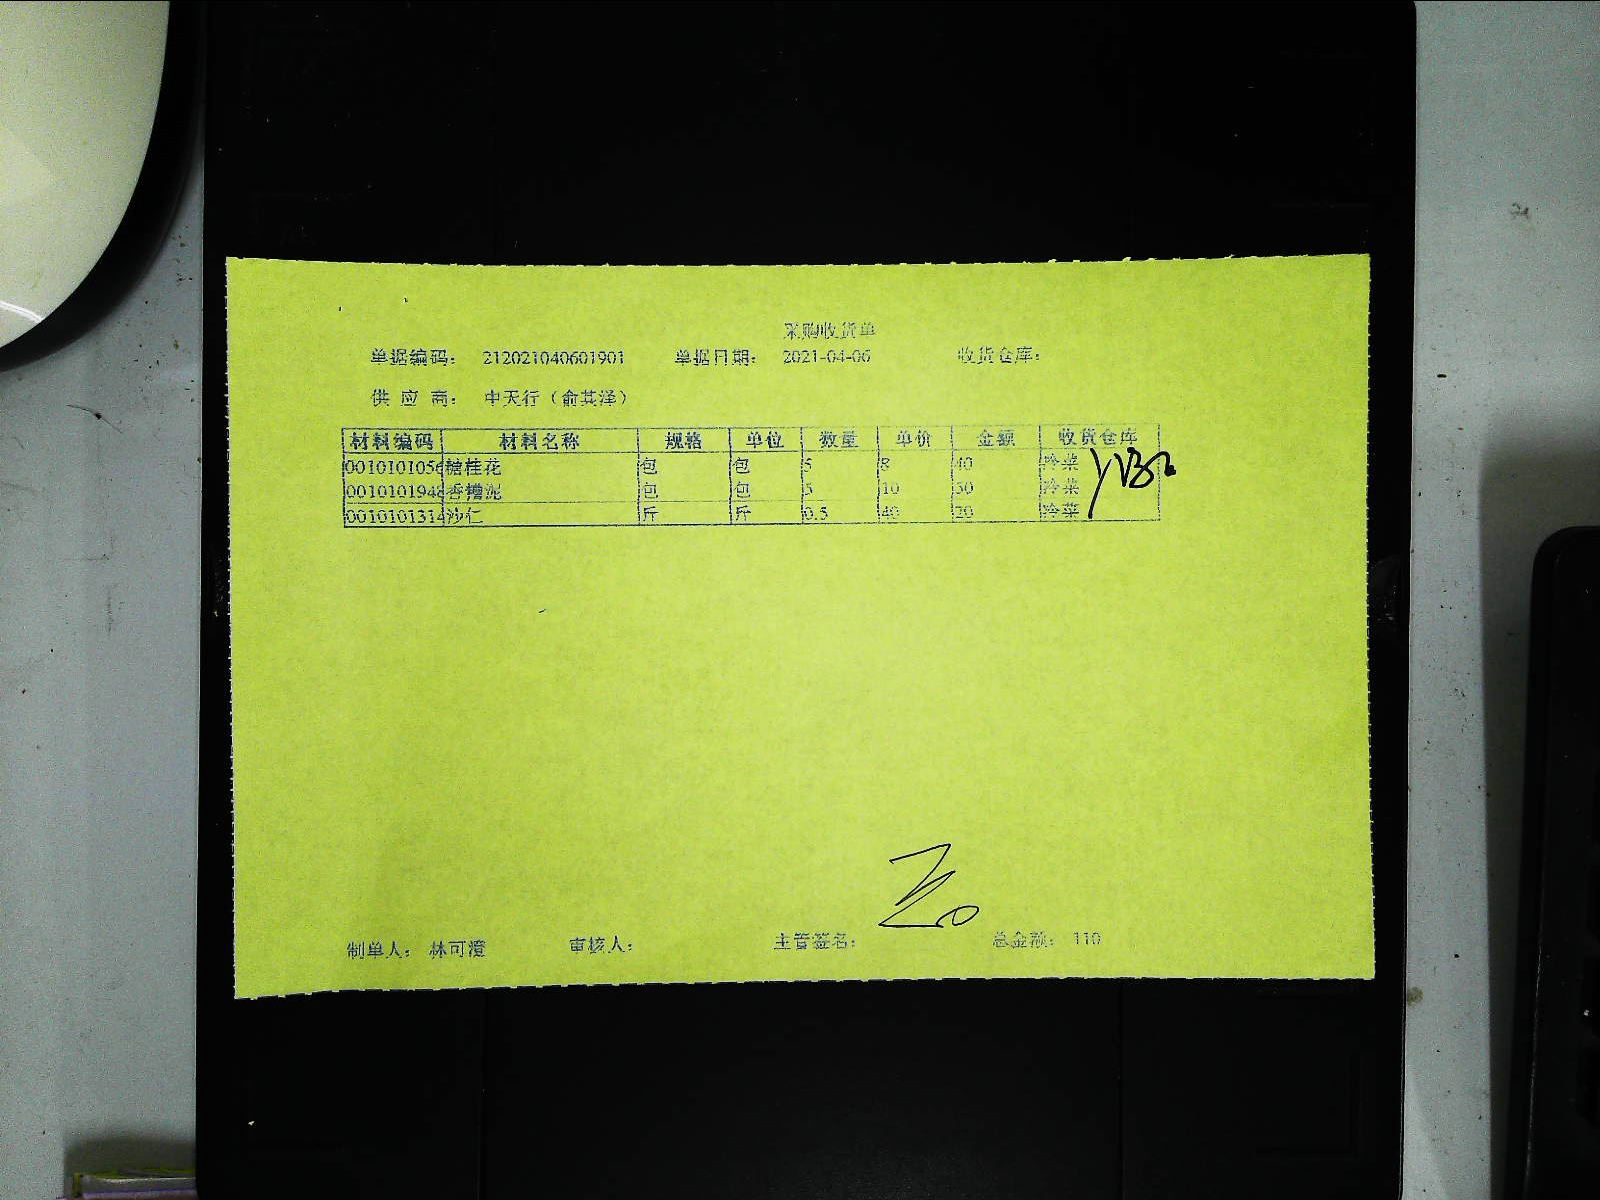 采购收货单
单据编码： 212021040601901 单据日期： 2021-04-06 收货仓库：
供 应 商： 中天行（俞其泽）
材料编码 材料名称 规格 单位 数量 单价 金额 收货仓库
0010101056 糖桂花 包 包 5 8 40 冷菜
0010101948 香糟泥 包 包 5 10 50 冷菜
0010101314 沙仁 斤 斤 0.5 40 20 冷菜
制单人： 林可澄 审核人： 主管签名： 总金额： 110